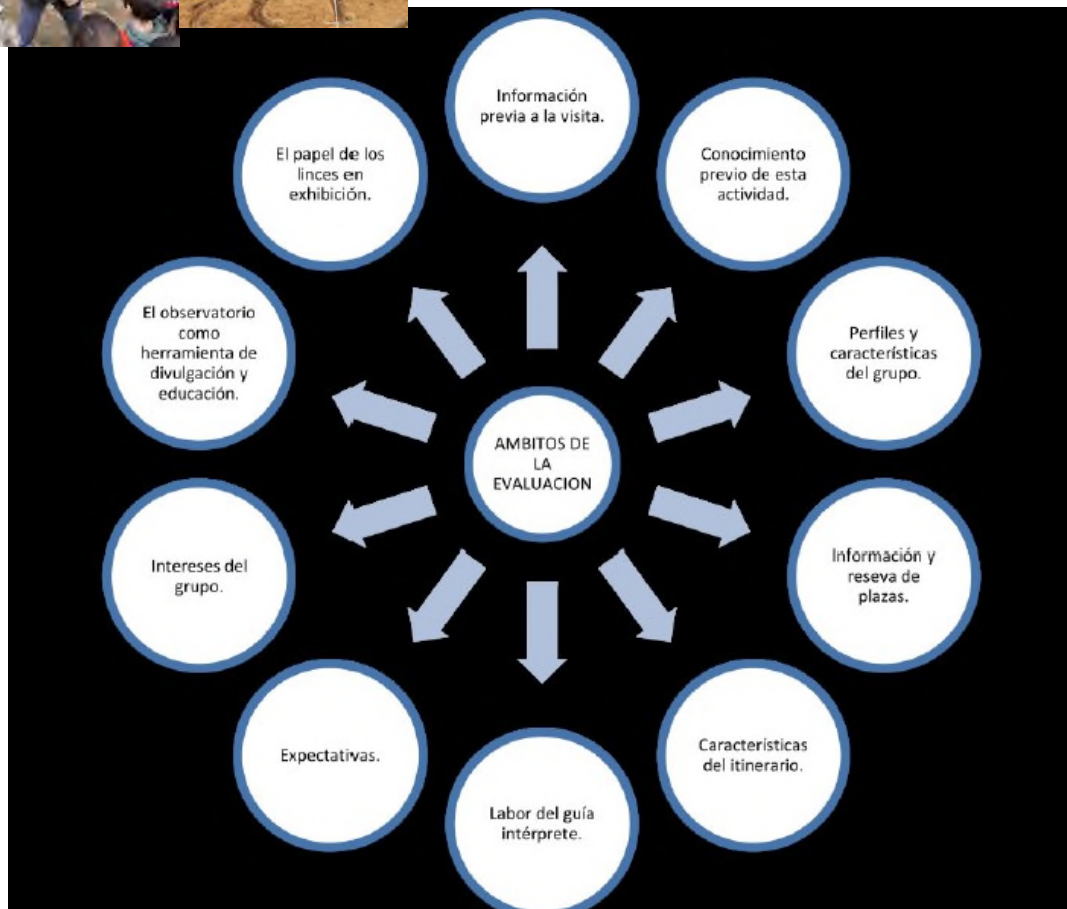 Información
previa a la visita.
Conocimiento
previo de esta
actividad.
Perfiles y
características
del grupo.
Información y
reseva de
plazas.
Características
del itinerario.
Labor del guía
intérprete.
Expectativas.
Intereses del
grupo.
El observatorio
como
herramienta de
divulgación y
educación.
El papel de los
linces en
exhibición.
AMBITOS DE
LA
EVALUACION